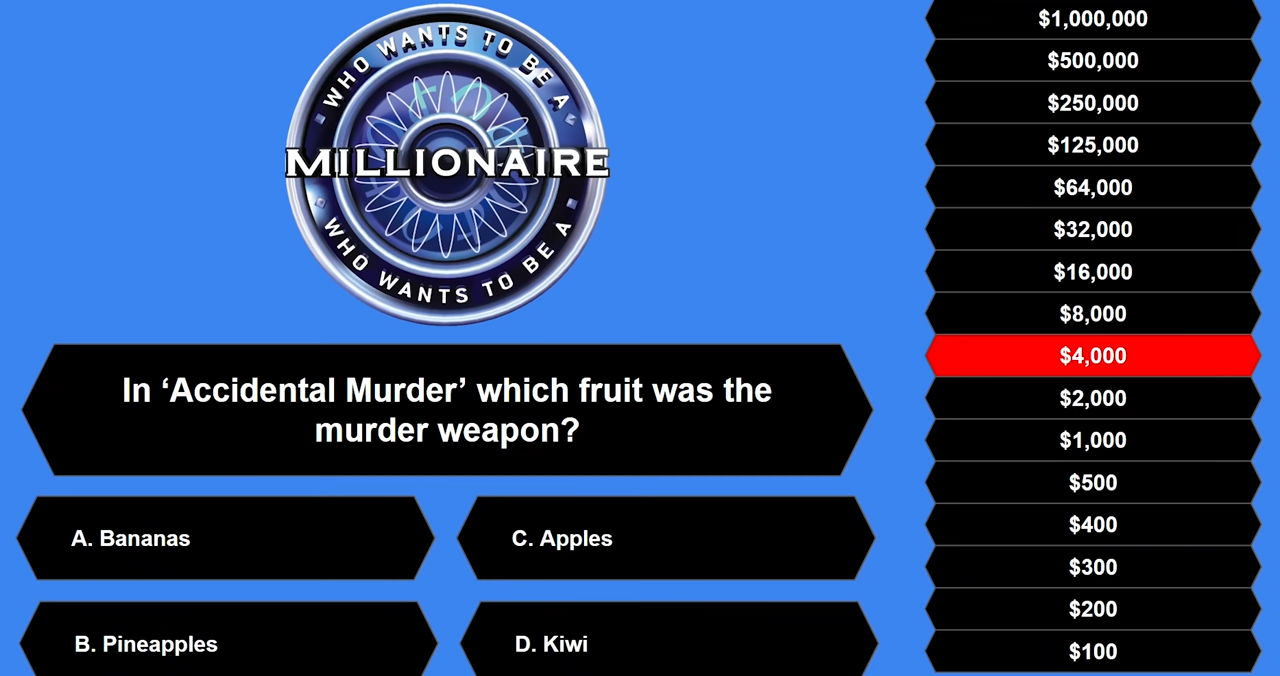 WHO WANTS TO BE A
MILLIONAIRE
WHO WANTS TO BE A
In ‘Accidental Murder’ which fruit was the
murder weapon?
A. Bananas
C. Apples
B. Pineapples
D. Kiwi
$1,000,000
$500,000
$250,000
$125,000
$64,000
$32,000
$16,000
$8,000
$4,000
$2,000
$1,000
$500
$400
$300
$200
$100